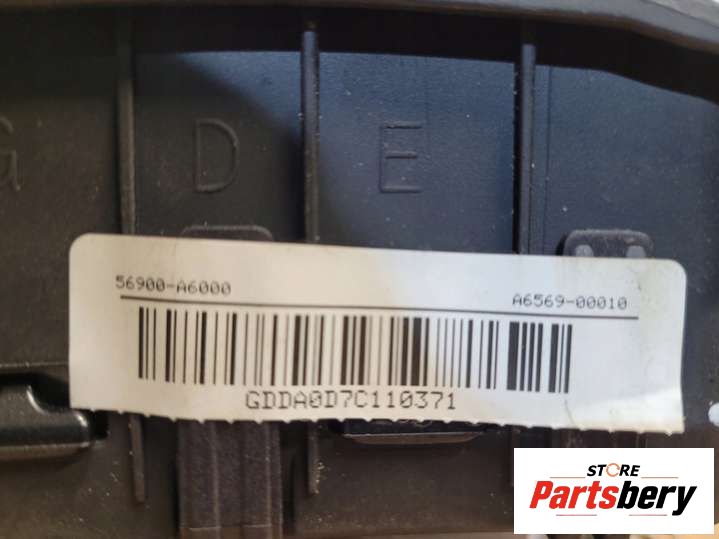 G D E
56900-A6000
A6569-00010
GDDA0D7C110371
STORE
Partsbery